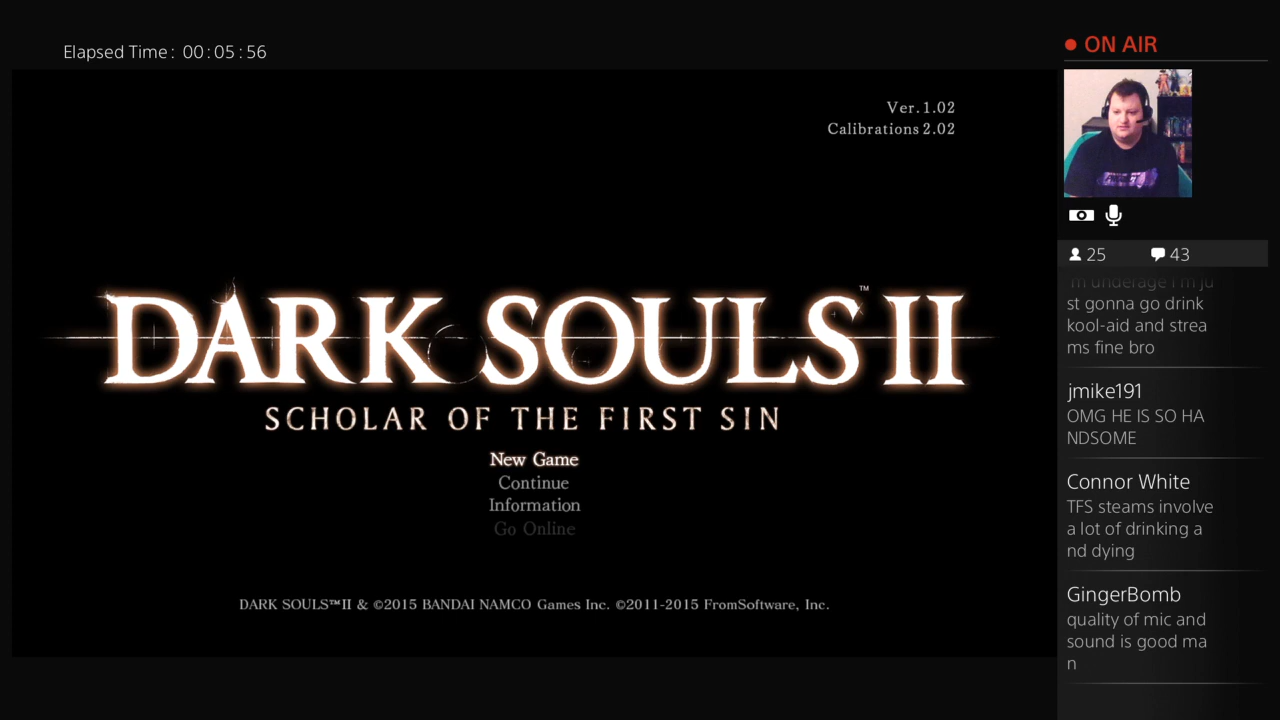 Elapsed Time: 00:05:56
ON AIR
Ver.1.02
Calibrations 2.02
DARK SOULS II
™
SCHOLAR OF THE FIRST SIN
New Game
Continue
Information
Go Online
DARK SOULS™II & ©2015 BANDAI NAMCO Games Inc. ©2011-2015 FromSoftware, Inc.
25 43
m underage i'm ju
st gonna go drink
kool-aid and strea
ms fine bro
jmike191
OMG HE IS SO HA
NDSOME
Connor White
TFS steams involve
a lot of drinking a
nd dying
GingerBomb
quality of mic and
sound is good ma
n